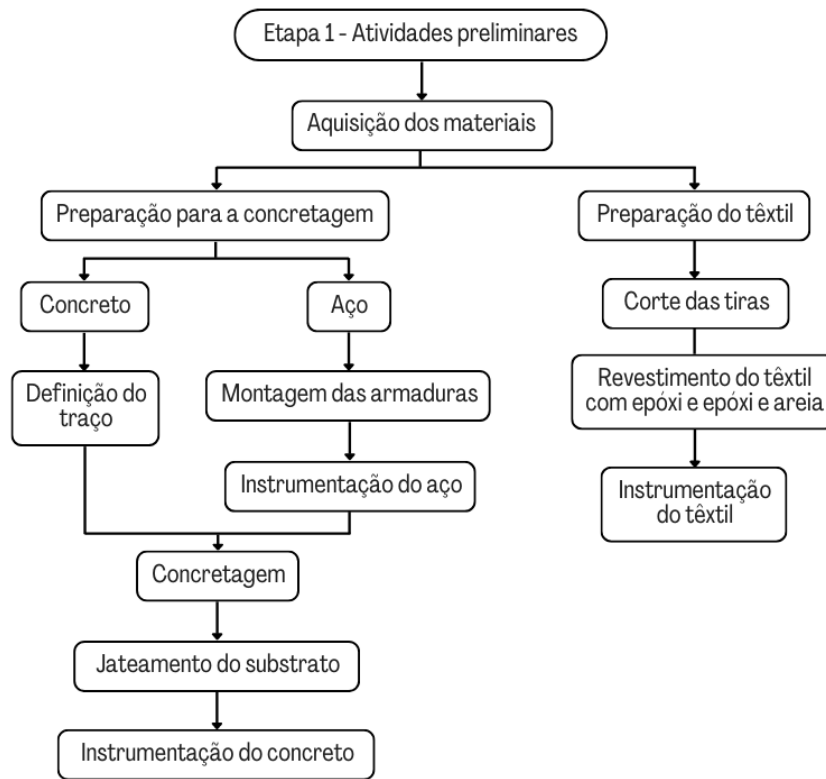 Etapa 1 - Atividades preliminares
Aquisição dos materiais
Preparação para a concretagem
Preparação do têxtil
Concreto
Aço
Corte das tiras
Definição do
traço
Montagem das armaduras
Revestimento do têxtil
com epóxi e epóxi e areia
Instrumentação do aço
Instrumentação
do têxtil
Concretagem
Jateamento do substrato
Instrumentação do concreto